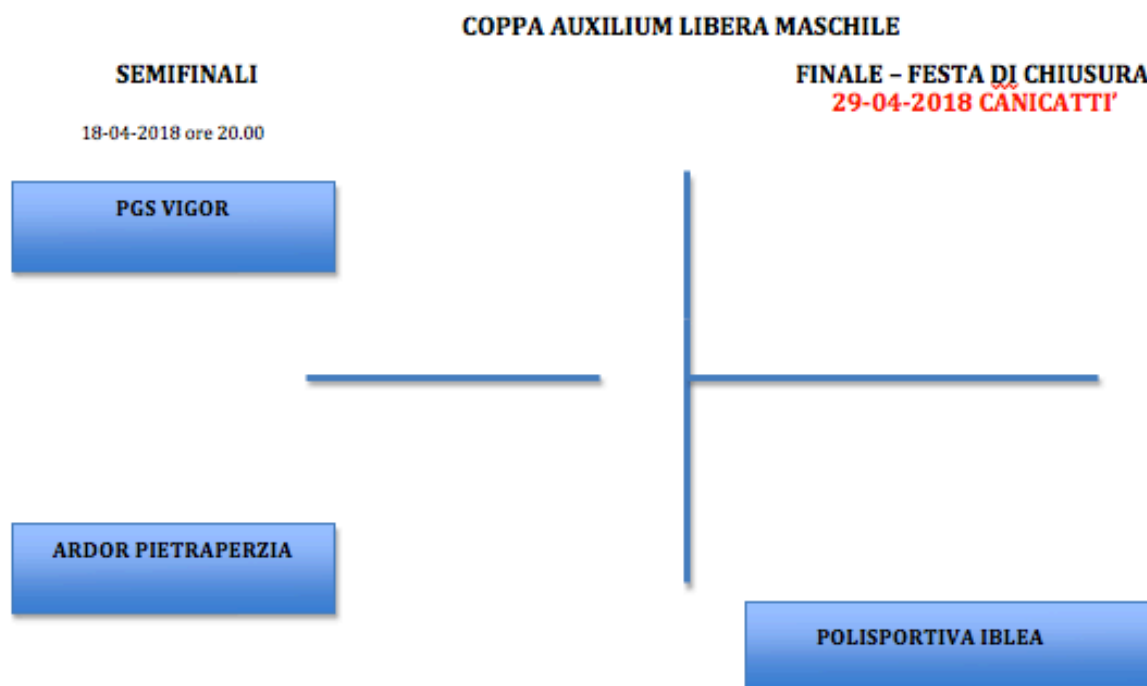 COPPA AUXILIUM LIBERA MASCHILE
SEMIFINALI
FINALE – FESTA DI CHIUSURA
29-04-2018 CANICATTI’
18-04-2018 ore 20.00
PGS VIGOR
ARDOR PIETRAPERZIA
POLISPORTIVA IBLEA